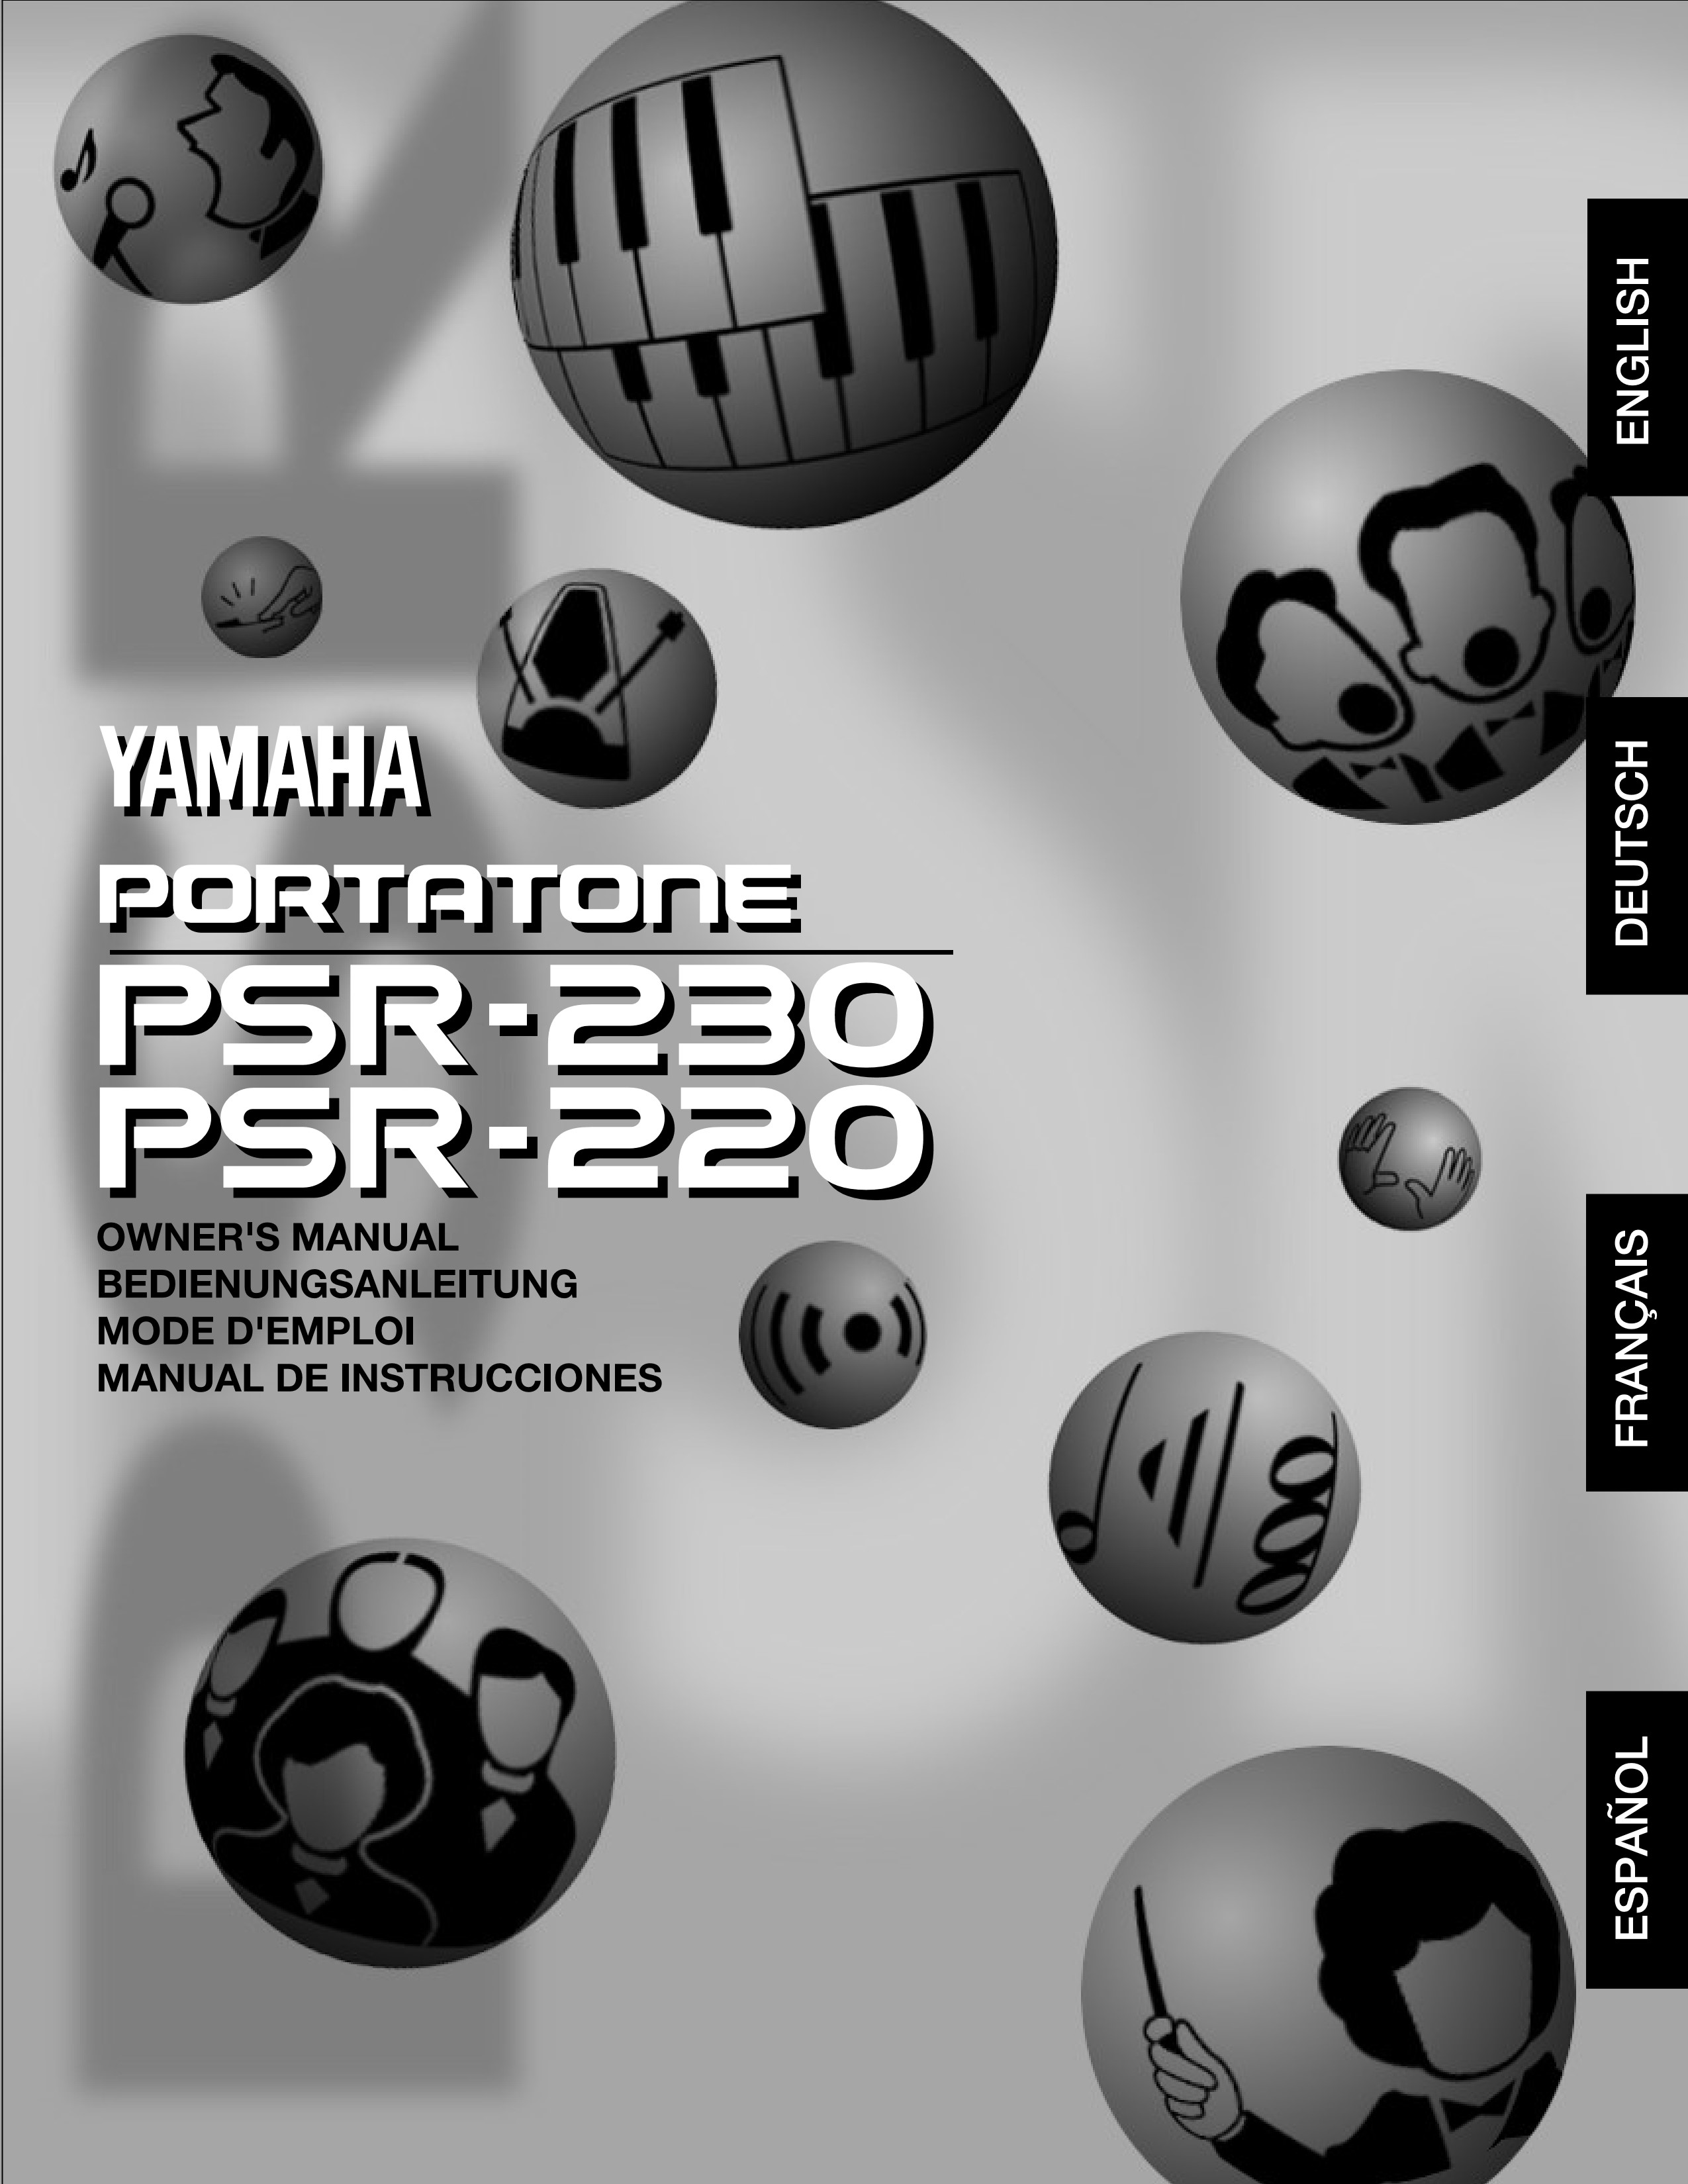 YAMAHA
PORTATONE
PSR-230
PSR-220
OWNER'S MANUAL
BEDIENUNGSANLEITUNG
MODE D'EMPLOI
MANUAL DE INSTRUCCIONES
ENGLISH
DEUTSCH
FRANÇAIS
ESPAÑOL